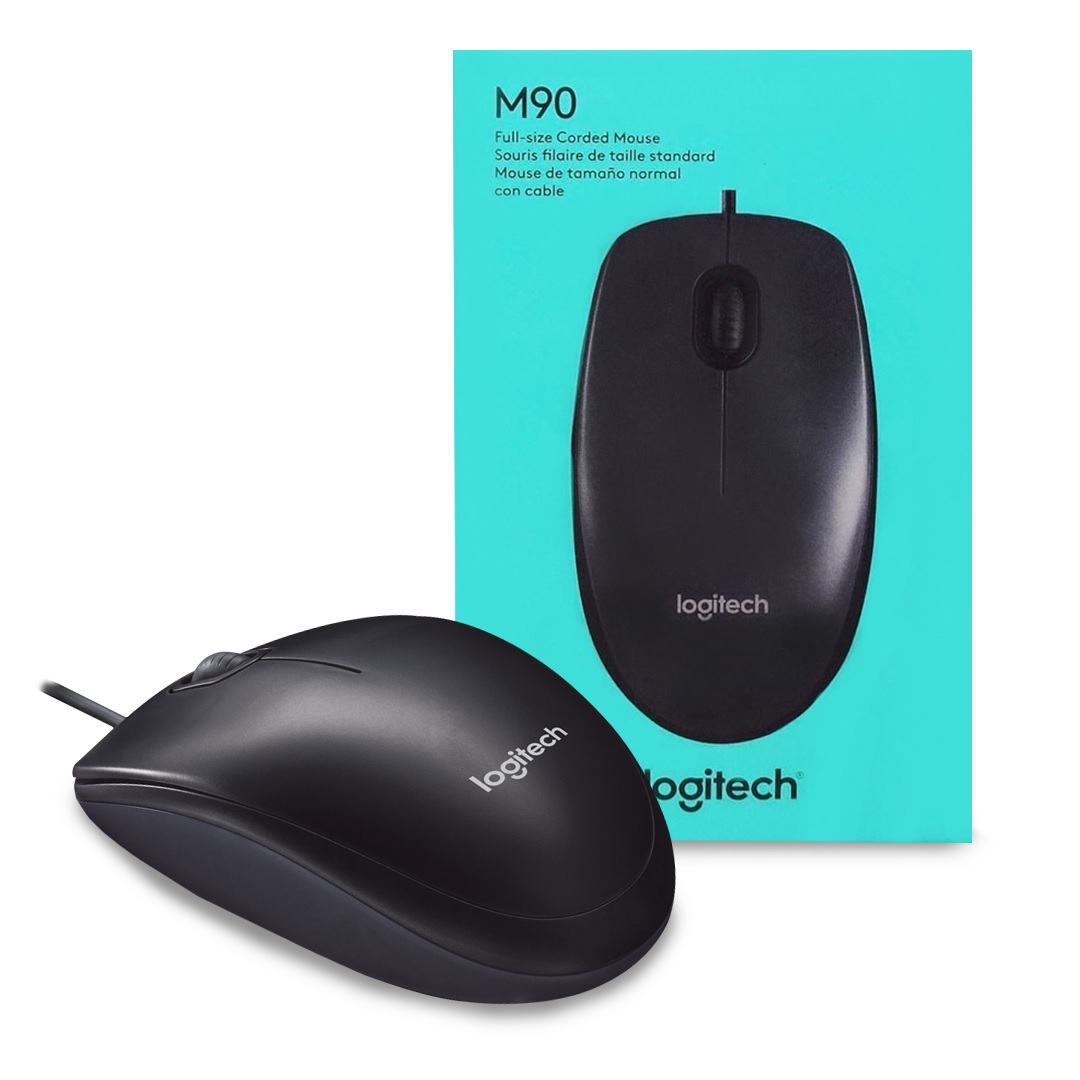 M90
Full-size Corded Mouse
Souris filaire de taille standard
Mouse de tamaño normal
con cable
logitech
logitech
logitech®